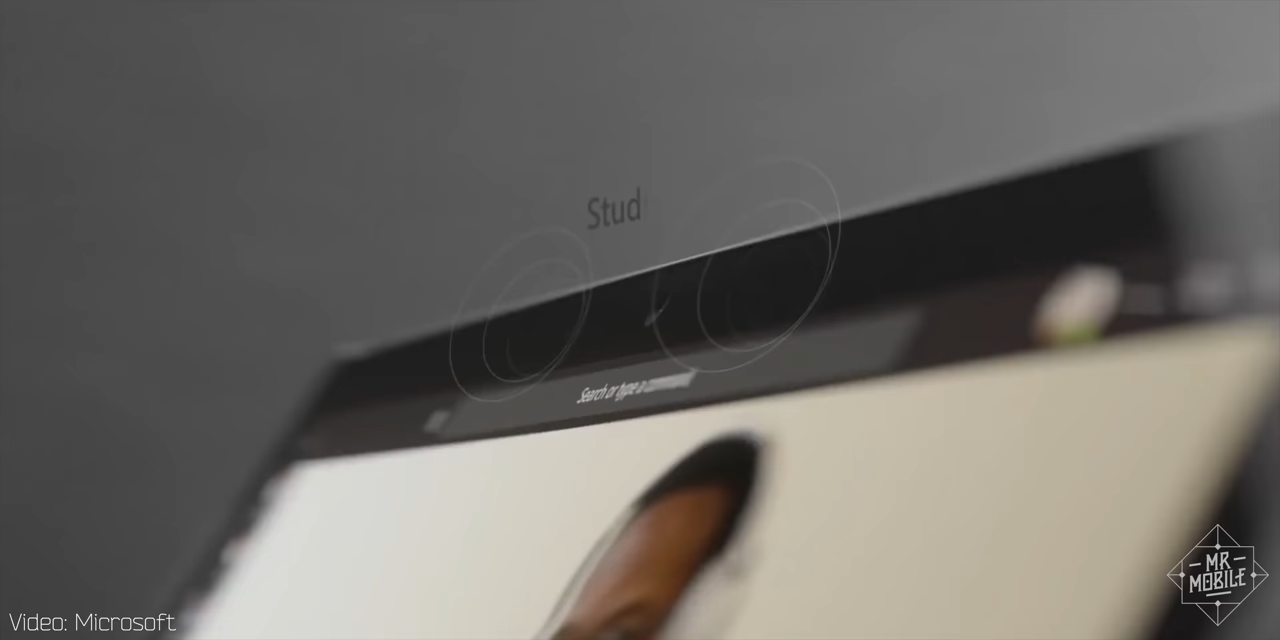 Stud
Search or type a command
Video: Microsoft
MR
MOBILE